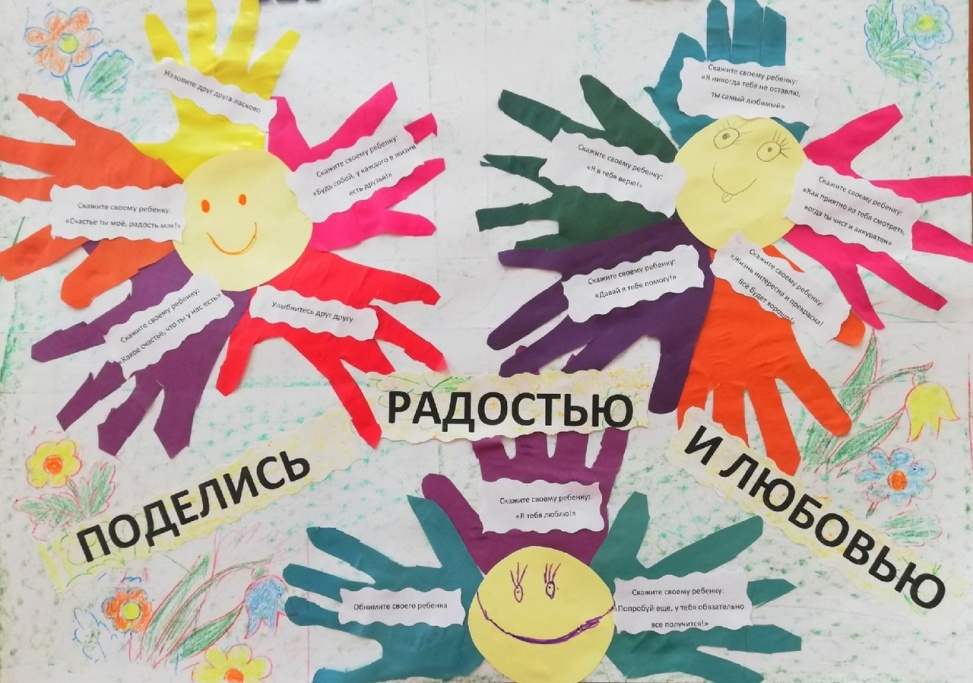 Назовите друг друга ласково
Скажите своему ребенку:
«Будь собой, у каждого в жизни
есть друзья!»
Скажите своему ребенку:
«Счастье ты моё, радость моя!»
Скажите своему ребенку:
«Какое счастье, что ты у нас есть»
Улыбнитесь друг другу
Скажите своему ребенку:
«Я никогда тебя не оставлю,
ты самый любимый»
Скажите своему ребенку:
«Я в тебя верю!»
Скажите своему ребенку:
«Как приятно на тебя смотреть,
когда ты чист и аккуратен»
Скажите своему ребенку:
«Давай я тебе помогу!»
Скажите своему ребенку:
«Жизнь интересна и прекрасна!
Все будет хорошо!»
ПОДЕЛИСЬ
РАДОСТЬЮ
И ЛЮБОВЬЮ
Скажите своему ребенку:
«Я тебя люблю!»
Обнимите своего ребенка
Скажите своему ребенку:
Попробуй еще, у тебя обязательно
все получится!»